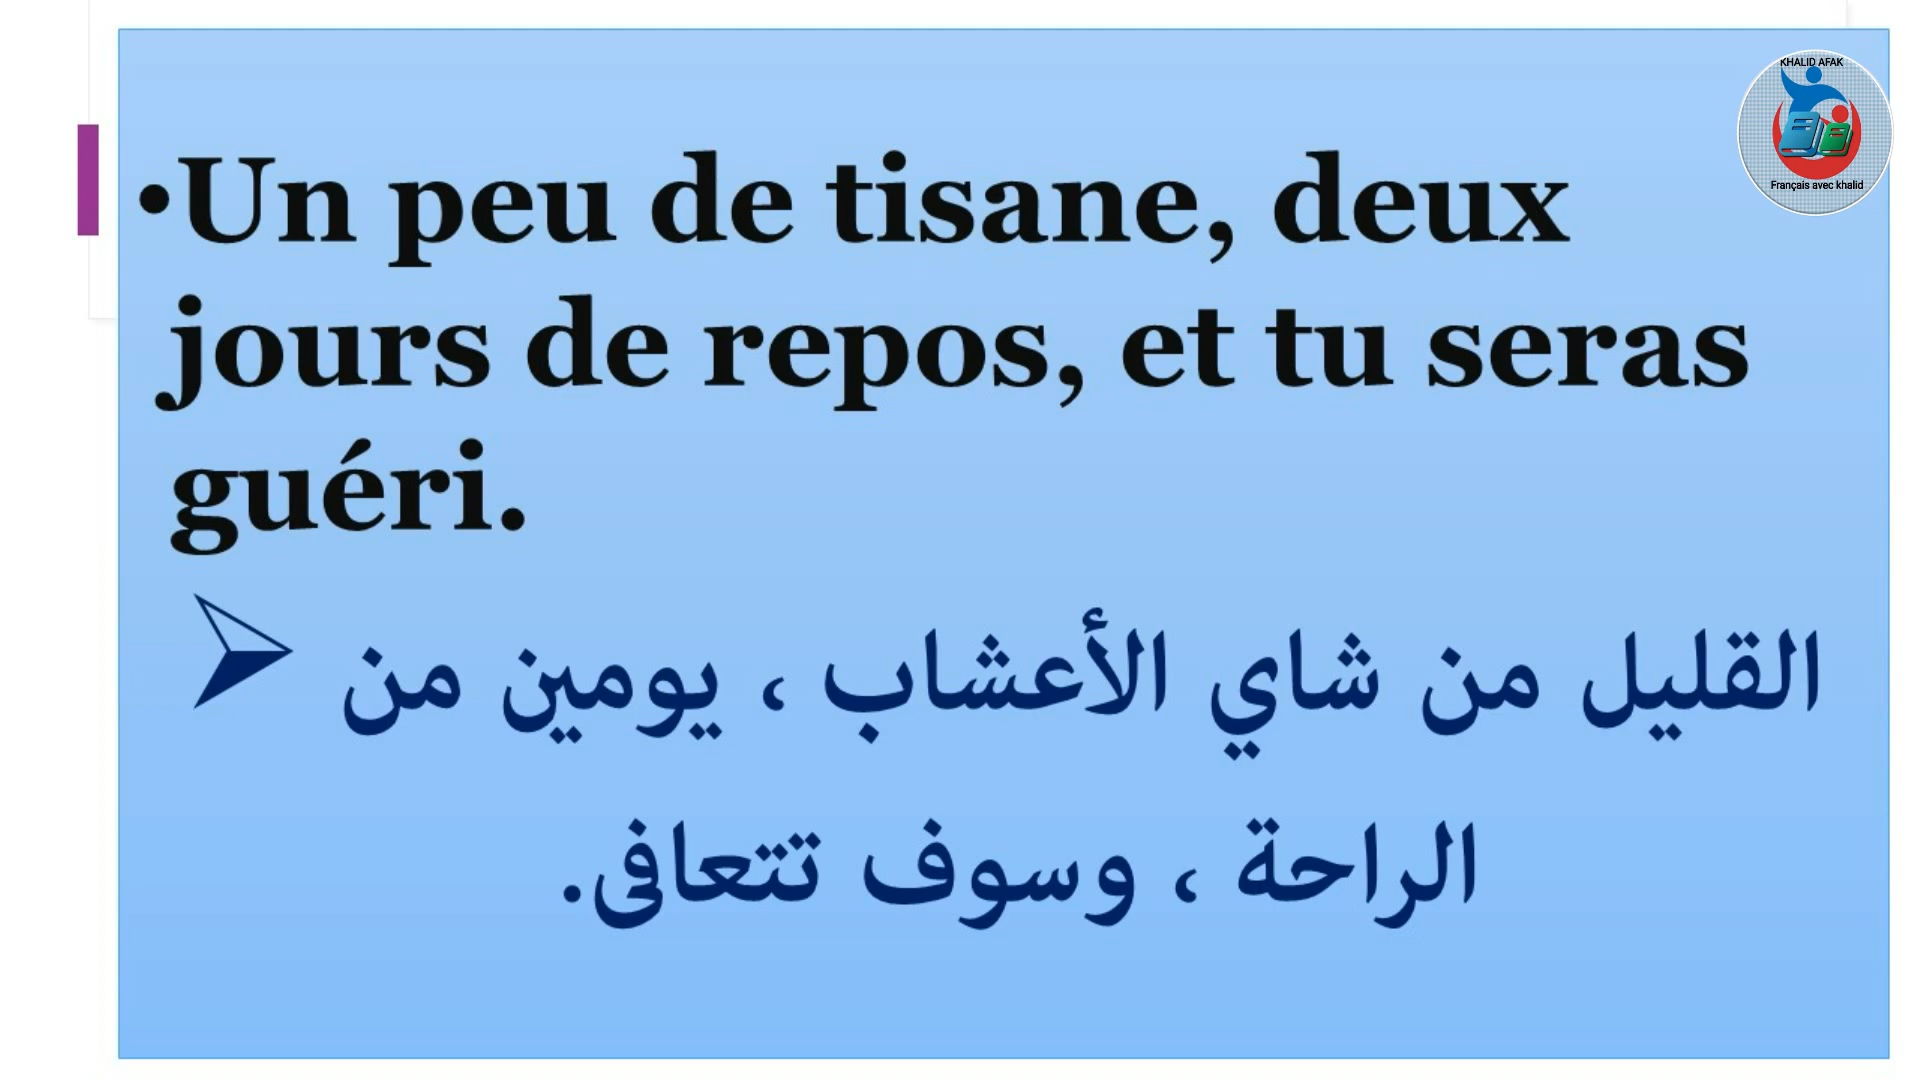 KHALID AFAK
Français avec khalid
•Un peu de tisane, deux
jours de repos, et tu seras
guéri.
القليل من شاي الأعشاب ، يومين من
الراحة ، وسوف تتعافى.